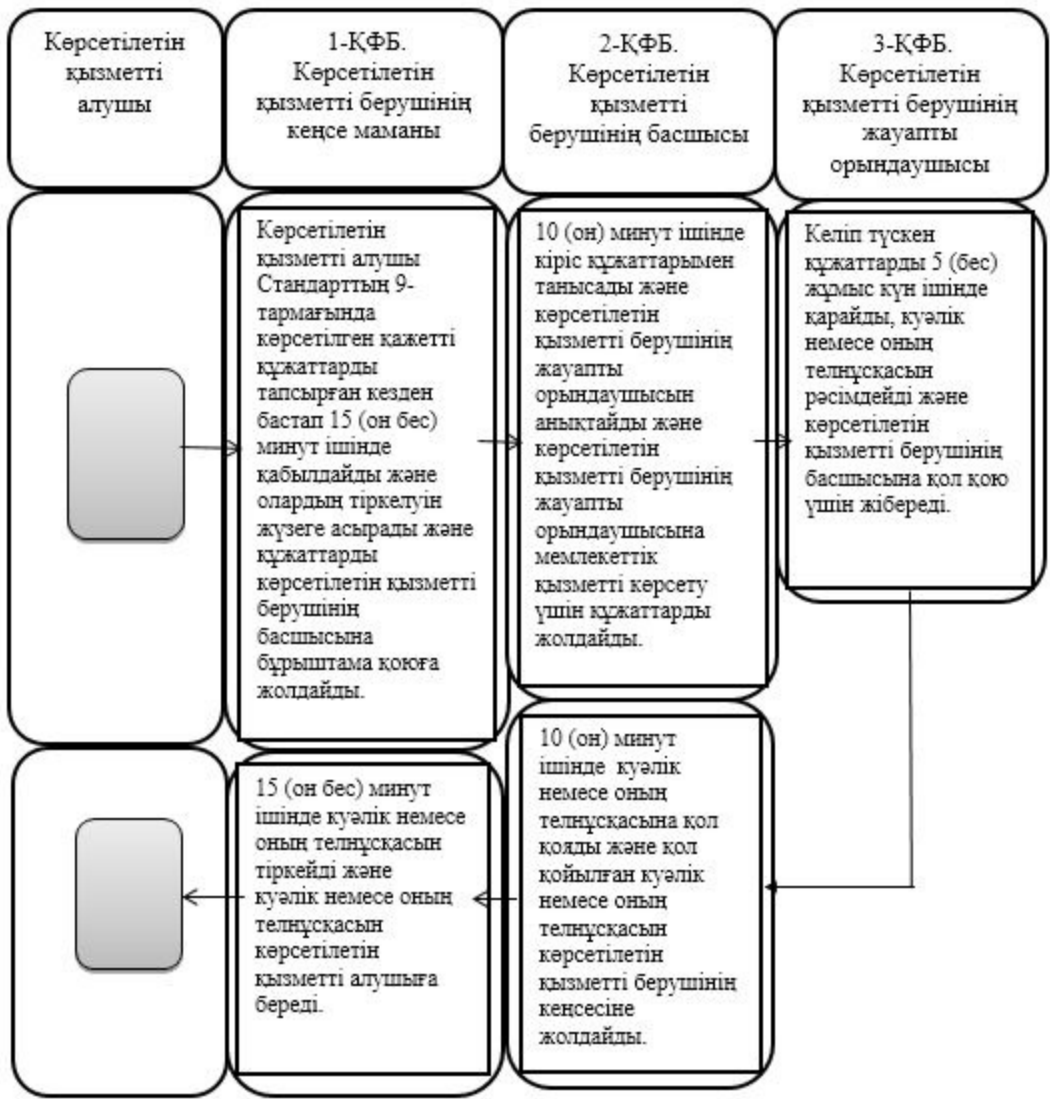 Көрсетілетін
қызметті
алушы
1-ҚФБ.
Көрсетілетін
қызметті берушінің
кеңсе маманы
2-ҚФБ.
Көрсетілетін
қызметті
берушінің басшысы
3-ҚФБ.
Көрсетілетін
қызметті берушінің
жауапты
орындаушысы
Көрсетілетін
қызметті алушы
Стандарттың 9-
тармағында
көрсетілген қажетті
құжаттарды
тапсырған кезден
бастап 15 (он бес)
минут ішінде
қабылдайды және
олардың тіркелуін
жүзеге асырады және
құжаттарды
көрсетілетін қызметті
берушінің
басшысына
бұрыштама қоюға
жолдайды.
10 (он) минут ішінде
кіріс құжаттарымен
танысады және
көрсетілетін
қызметті берушінің
жауапты
орындаушысын
анықтайды және
көрсетілетін
қызметті берушінің
жауапты
орындаушысына
мемлекеттік
қызметті көрсету
үшін құжаттарды
жолдайды.
Келіп түскен
құжаттарды 5 (бес)
жұмыс күн ішінде
қарайды, куәлік
немесе оның
телнұсқасын
рәсімдейді және
көрсетілетін
қызметті берушінің
басшысына қол қою
үшін жібереді.
10 (он) минут
ішінде куәлік
немесе оның
телнұсқасына қол
қояды және қол
қойылған куәлік
немесе оның
телнұсқасын
көрсетілетін
қызметті берушінің
кеңсесіне
жолдайды.
15 (он бес) минут
ішінде куәлік немесе
оның телнұсқасын
тіркейді және
куәлік немесе оның
телнұсқасын
көрсетілетін
қызметті алушыға
береді.